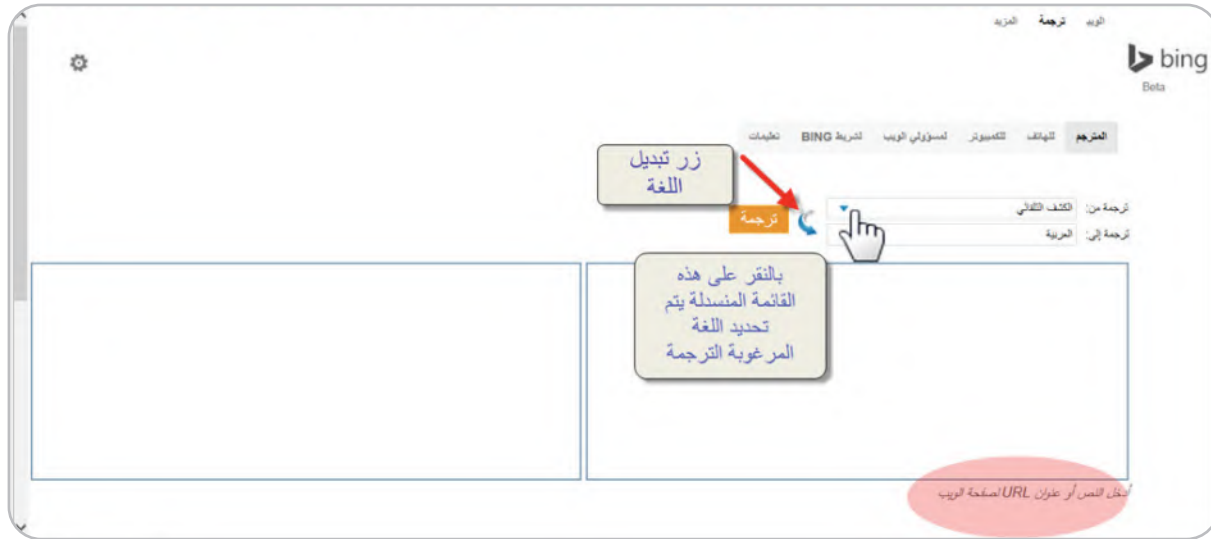 الويب ترجمة المزيد
bing
Beta
المترجم للهاتف للكمبيوتر لمسؤولي الويب لشريط BING تعليمات
زر تبديل
اللغة
ترجمة من: الكشف التلقائي
ترجمة
ترجمة إلى: العربية
بالنقر على هذه
القائمة المنسدلة يتم
تحديد اللغة
المرغوبة الترجمة
أدخل النص أو عنوان URL لصفحة الويب